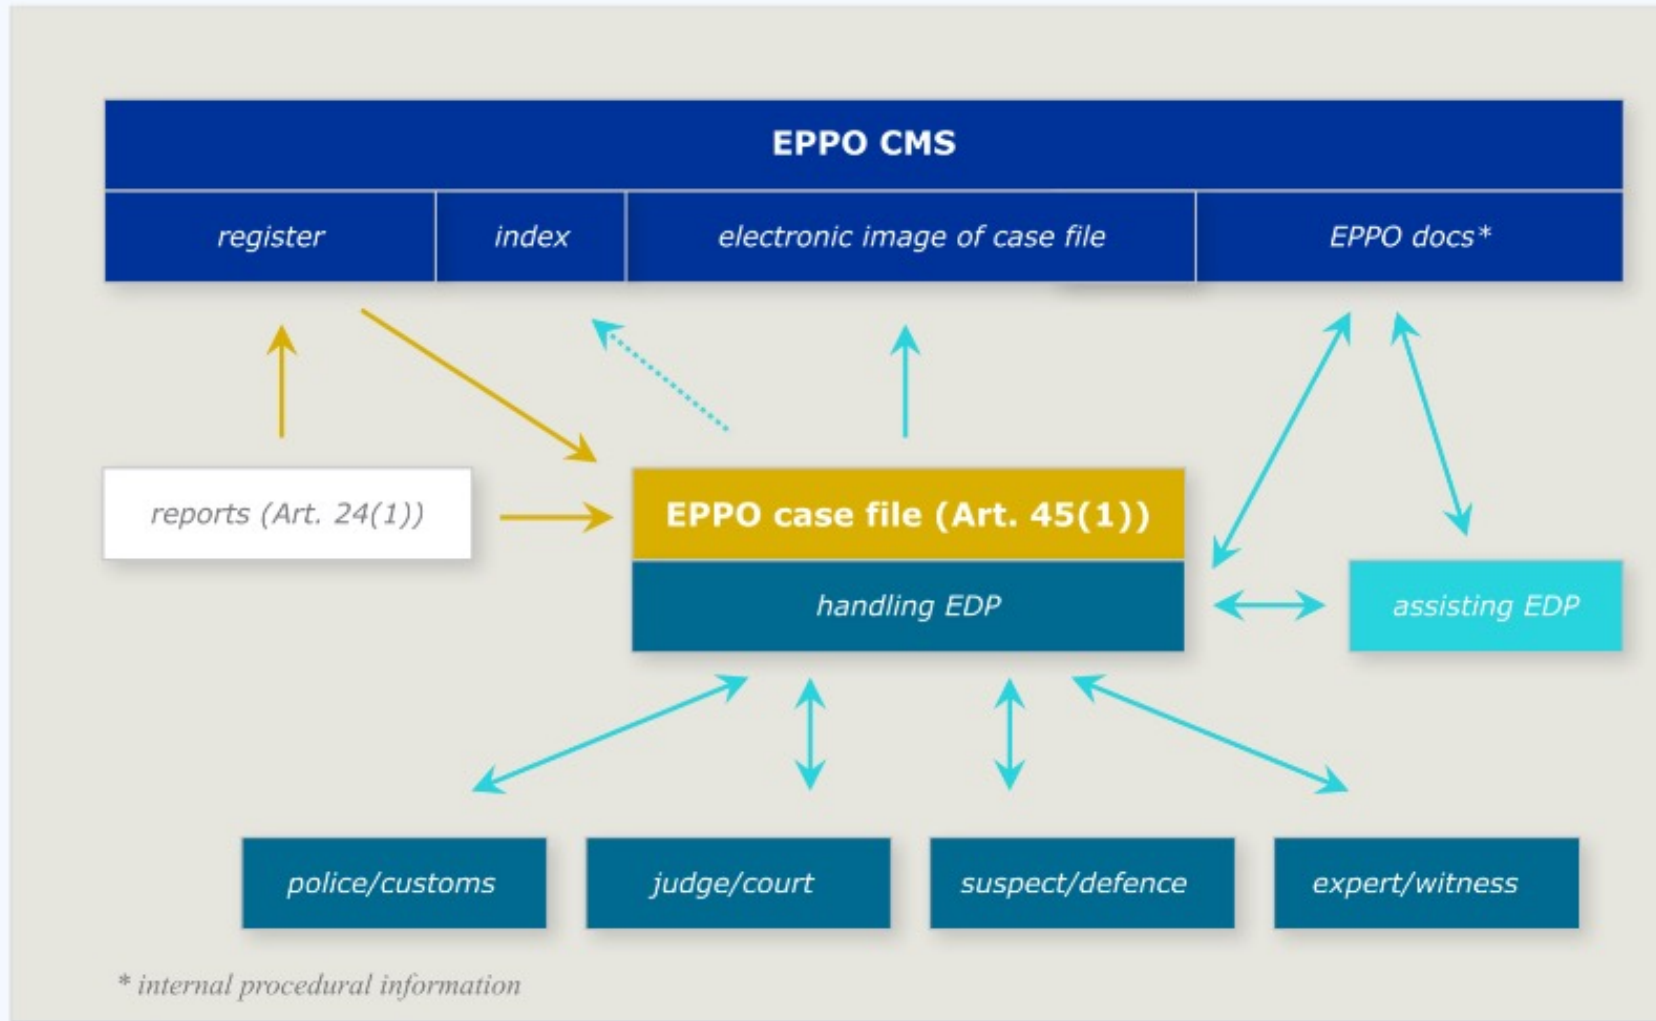 EPPO CMS
register
index
electronic image of case file
EPPO docs*
reports (Art. 24(1))
EPPO case file (Art. 45(1))
handling EDP
assisting EDP
police/customs
judge/court
suspect/defence
expert/witness
* internal procedural information